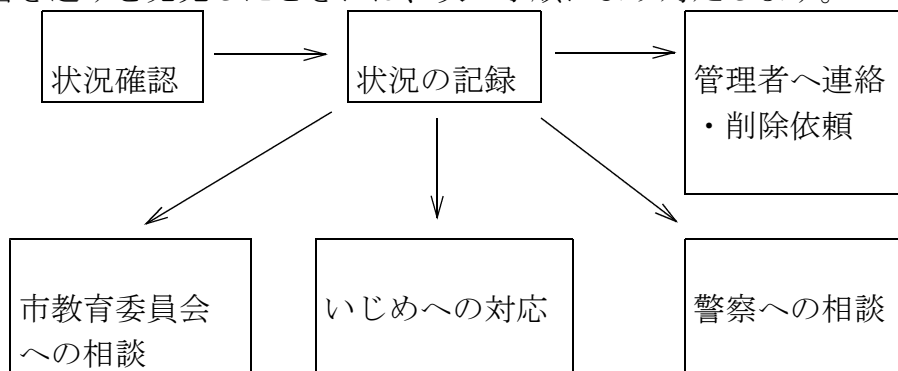 状況確認
状況の記録
管理者へ連絡
・削除依頼
市教育委員会
への相談
いじめへの対応
警察への相談